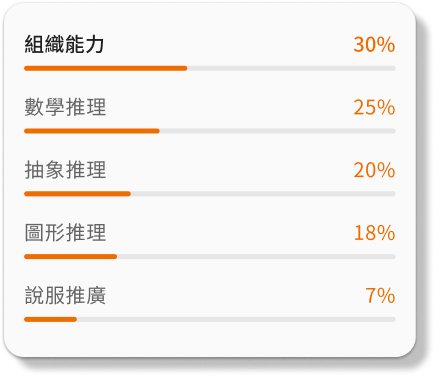 組織能力 30%
數學推理 25%
抽象推理 20%
圖形推理 18%
說服推廣 7%